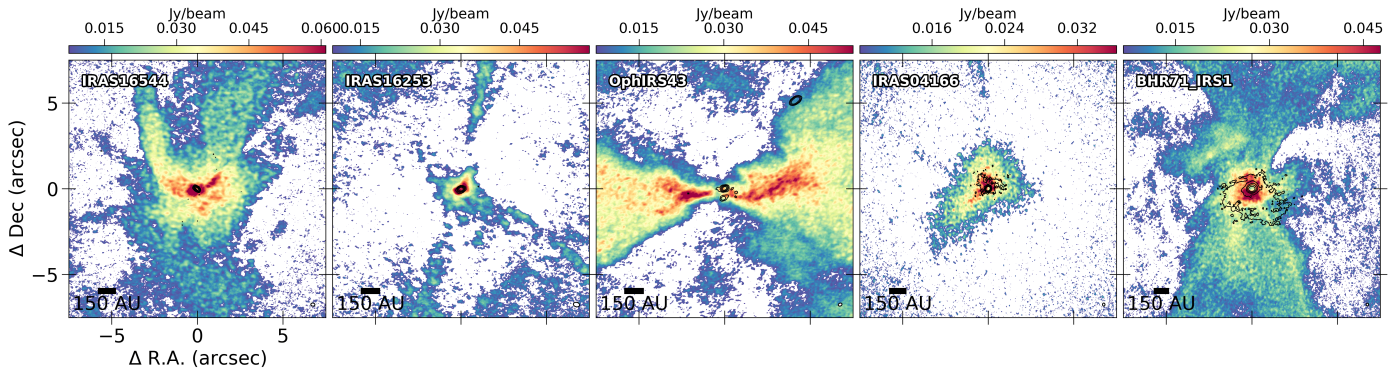 Jy/beam Jy/beam Jy/beam Jy/beam Jy/beam
0.015 0.030 0.045 0.060 0.015 0.030 0.045 0.015 0.030 0.045 0.016 0.024 0.032 0.015 0.030 0.045
IRAS16544 IRAS16253 OphIRS43 IRAS04166 BHR71_IRS1
5
0
−5
Δ Dec (arcsec)
150 AU 150 AU 150 AU 150 AU 150 AU
−5 0 5
Δ R.A. (arcsec)